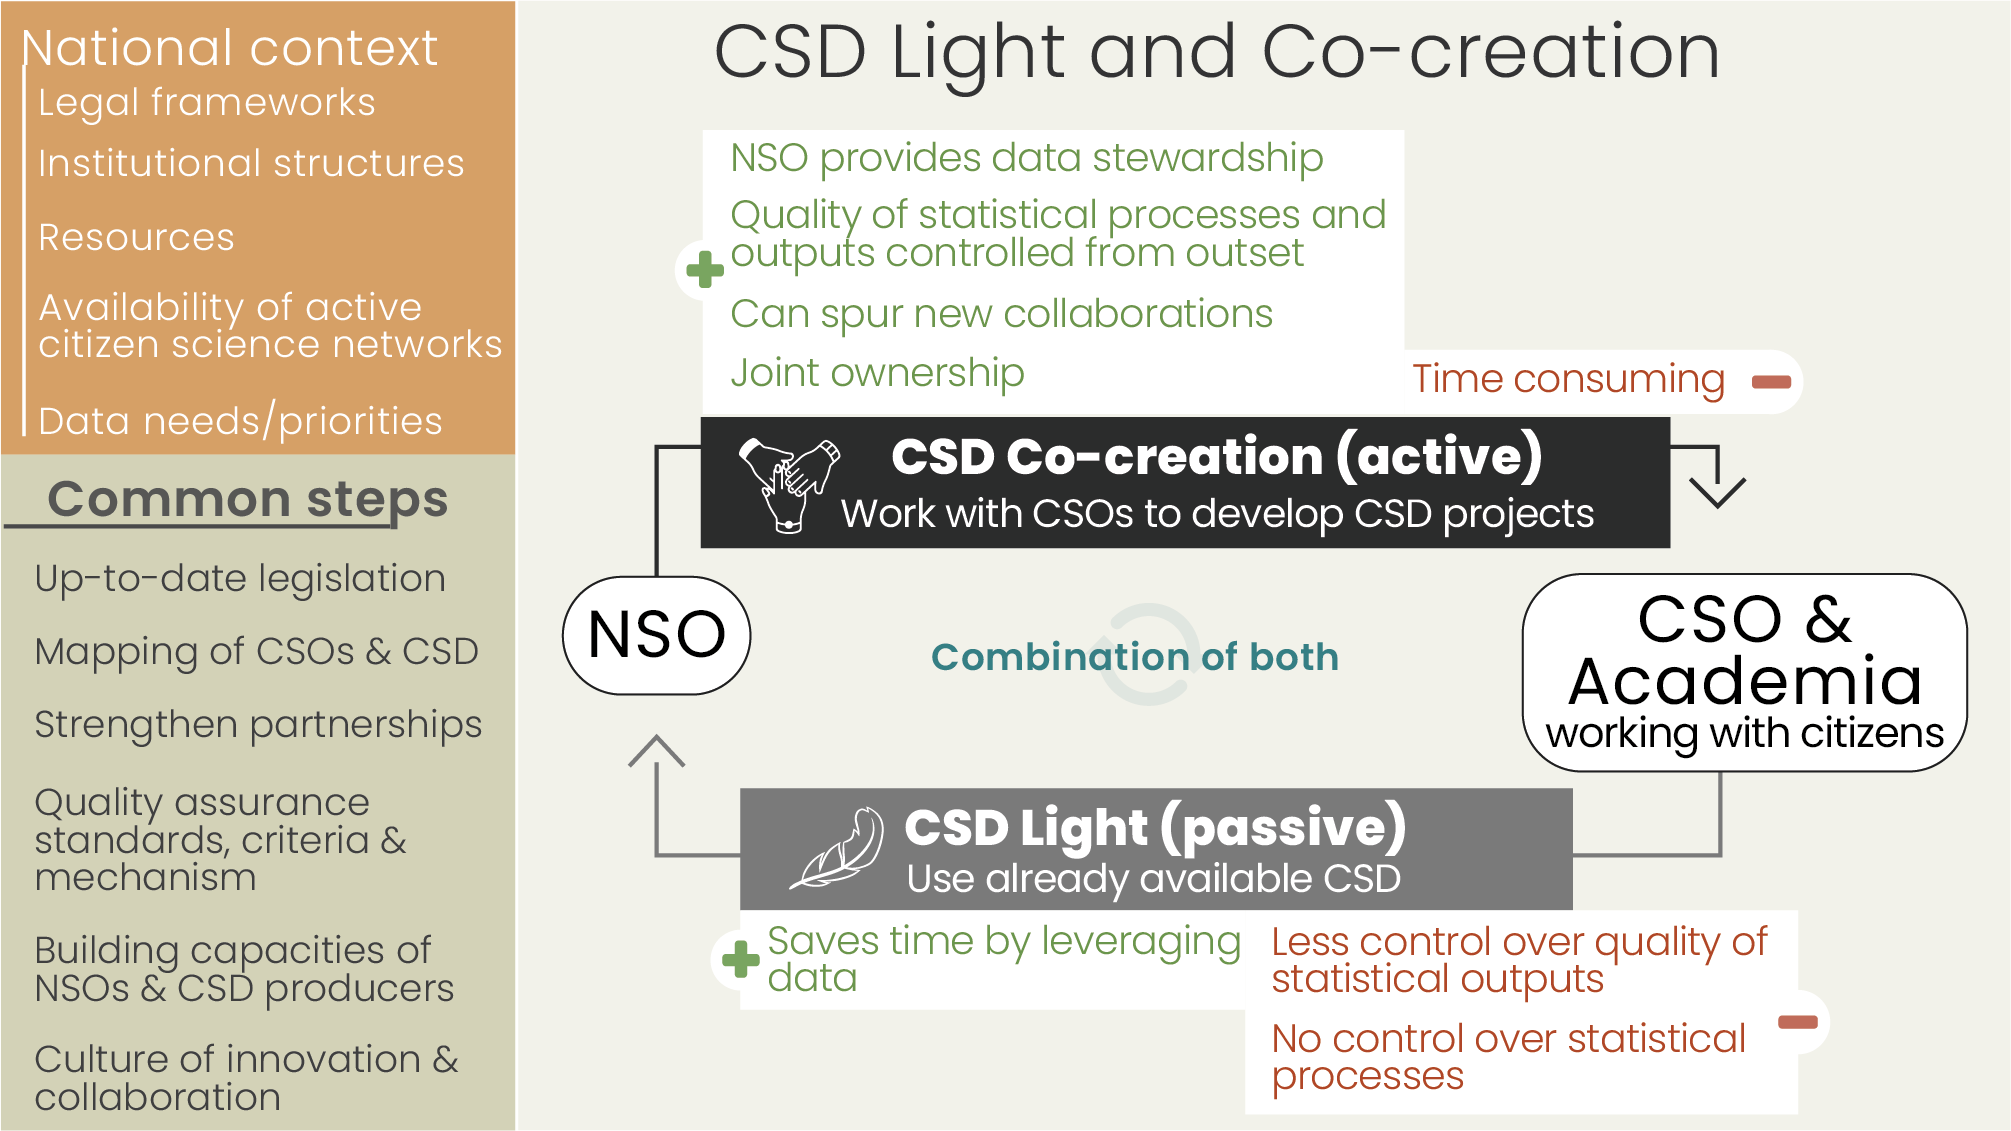 National context
Legal frameworks
Institutional structures
Resources
Availability of active
citizen science networks
Data needs/priorities
Common steps
Up-to-date legislation
Mapping of CSOs & CSD
Strengthen partnerships
Quality assurance
standards, criteria &
mechanism
Building capacities of
NSOs & CSD producers
Culture of innovation &
collaboration
CSD Light and Co-creation
NSO provides data stewardship
Quality of statistical processes and
outputs controlled from outset
Can spur new collaborations
Joint ownership
Time consuming
CSD Co-creation (active)
Work with CSOs to develop CSD projects
NSO
Combination of both
CSO &
Academia
working with citizens
CSD Light (passive)
Use already available CSD
Saves time by leveraging
data
Less control over quality of
statistical outputs
No control over statistical
processes